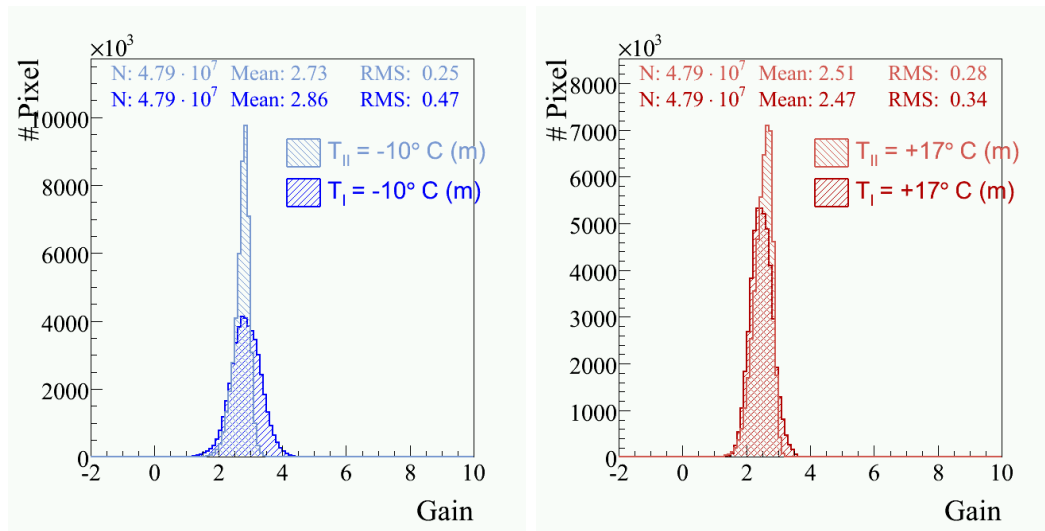 ×10³
# Pixel
N: 4.79 · 10⁷ Mean: 2.73 RMS: 0.25
N: 4.79 · 10⁷ Mean: 2.86 RMS: 0.47
T_II = -10° C (m)
T_I = -10° C (m)
10000
8000
6000
4000
2000
0
-2 0 2 4 6 8 10
Gain
×10³
# Pixel
N: 4.79 · 10⁷ Mean: 2.51 RMS: 0.28
N: 4.79 · 10⁷ Mean: 2.47 RMS: 0.34
T_II = +17° C (m)
T_I = +17° C (m)
8000
7000
6000
5000
4000
3000
2000
1000
0
-2 0 2 4 6 8 10
Gain